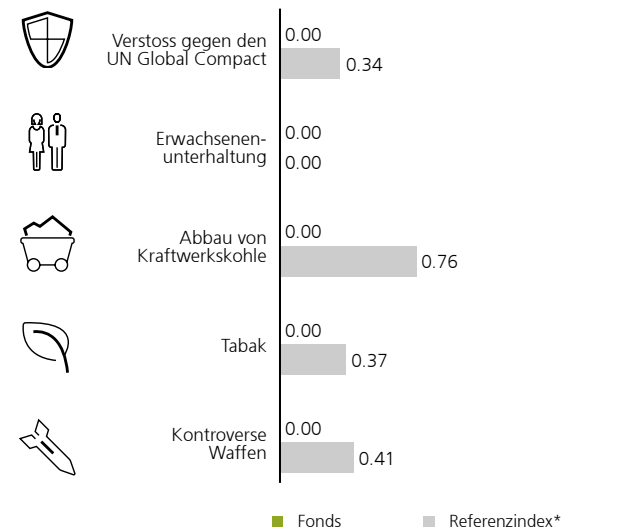 Verstoss gegen den
UN Global Compact
0.00
0.34
Erwachsenen-
unterhaltung
0.00
0.00
Abbau von
Kraftwerkskohle
0.00
0.76
Tabak
0.00
0.37
Kontroverse
Waffen
0.00
0.41
Fonds
Referenzindex*